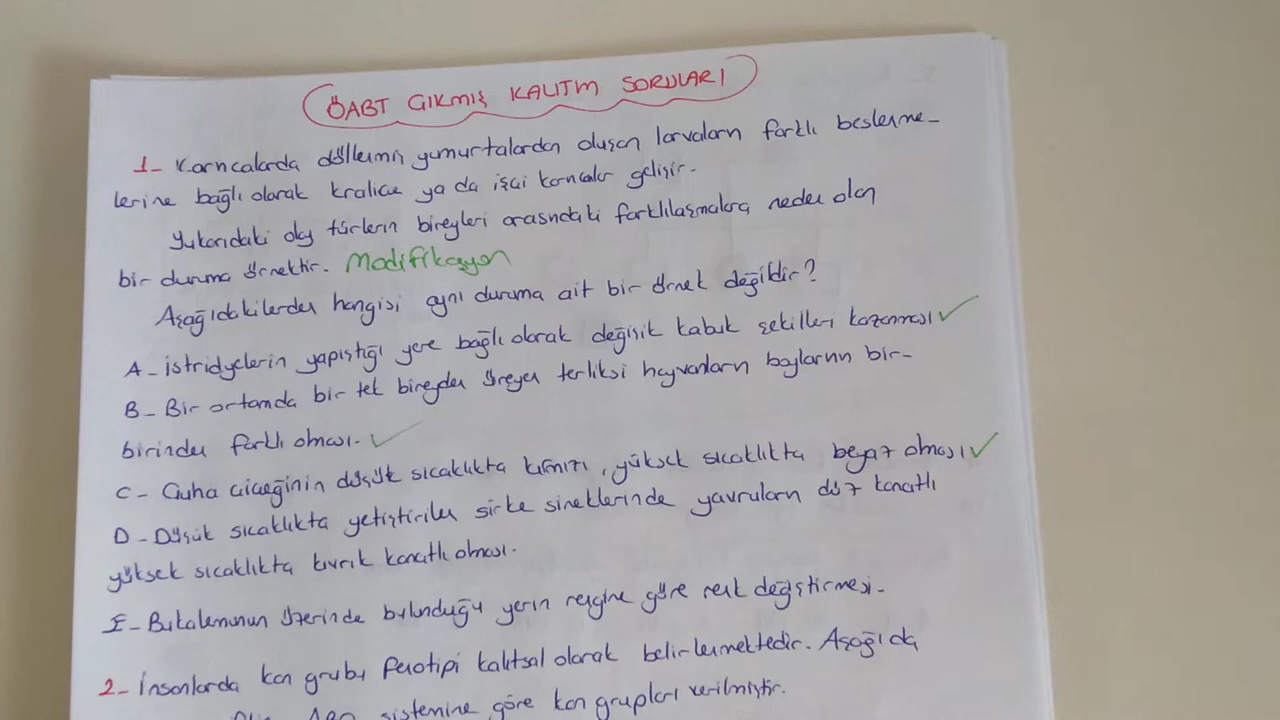 ÖABT ÇIKMIŞ KALITIM SORULARI
1- Karıncalarda döllenmiş yumurtalardan oluşan larvaların farklı beslenme-
lerine bağlı olarak kraliçe ya da işçi karıncalar gelişir.
Yukarıdaki olay türlerin bireyleri arasındaki farklılaşmalara neden olan
bir duruma örnektir. Modifikasyon
Aşağıdakilerden hangisi aynı duruma ait bir örnek değildir?
A- istridyelerin yapıştığı yere bağlı olarak değişik kabuk şekilleri kazanması ✓
B- Bir ortamda bir tek bireyden üreyen terliksi hayvanların boylarının bir-
birinden farklı olması. ✓
C- Çuha çiçeğinin düşük sıcaklıkta kırmızı, yüksek sıcaklıkta beyaz olması ✓
D- Düşük sıcaklıkta yetiştirilen sirke sineklerinde yavruların düz kanatlı
yüksek sıcaklıkta kıvrık kanatlı olması.
E- Bukalemunun üzerinde bulunduğu yerin rengine göre renk değiştirmesi.
2- İnsanlarda kan grubu fenotipi kalıtsal olarak belirlenmektedir. Aşağıda
sistemine göre kan grupları verilmiştir.